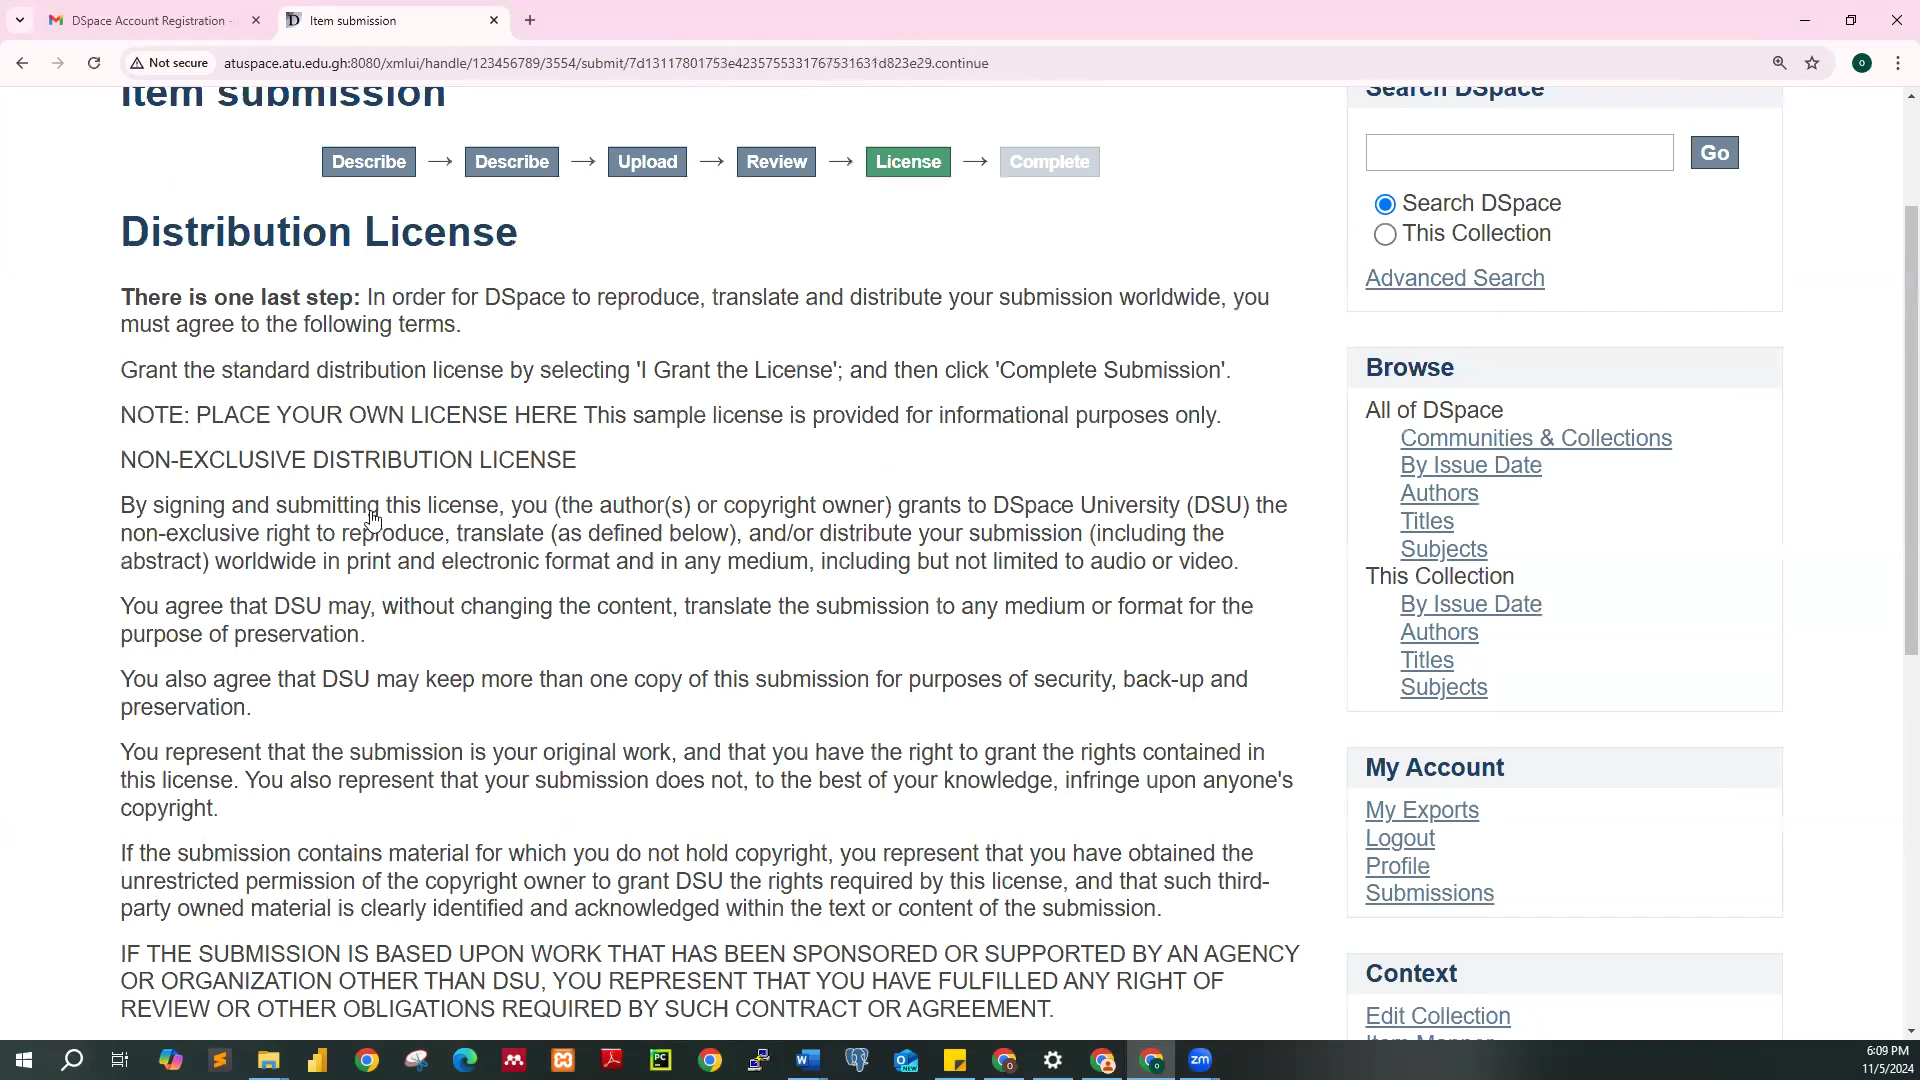 DSpace Account Registration -
Item submission
Not secure
atuspace.atu.edu.gh:8080/xmlui/handle/123456789/3554/submit/7d13117801753e4235755331767531631d823e29.continue
Item submission
Describe → Describe → Upload → Review → License → Complete
Distribution License
There is one last step: In order for DSpace to reproduce, translate and distribute your submission worldwide, you
must agree to the following terms.
Grant the standard distribution license by selecting 'I Grant the License'; and then click 'Complete Submission'.
NOTE: PLACE YOUR OWN LICENSE HERE This sample license is provided for informational purposes only.
NON-EXCLUSIVE DISTRIBUTION LICENSE
By signing and submitting this license, you (the author(s) or copyright owner) grants to DSpace University (DSU) the
non-exclusive right to reproduce, translate (as defined below), and/or distribute your submission (including the
abstract) worldwide in print and electronic format and in any medium, including but not limited to audio or video.
You agree that DSU may, without changing the content, translate the submission to any medium or format for the
purpose of preservation.
You also agree that DSU may keep more than one copy of this submission for purposes of security, back-up and
preservation.
You represent that the submission is your original work, and that you have the right to grant the rights contained in
this license. You also represent that your submission does not, to the best of your knowledge, infringe upon anyone's
copyright.
If the submission contains material for which you do not hold copyright, you represent that you have obtained the
unrestricted permission of the copyright owner to grant DSU the rights required by this license, and that such third-
party owned material is clearly identified and acknowledged within the text or content of the submission.
IF THE SUBMISSION IS BASED UPON WORK THAT HAS BEEN SPONSORED OR SUPPORTED BY AN AGENCY
OR ORGANIZATION OTHER THAN DSU, YOU REPRESENT THAT YOU HAVE FULFILLED ANY RIGHT OF
REVIEW OR OTHER OBLIGATIONS REQUIRED BY SUCH CONTRACT OR AGREEMENT.
Search DSpace
Go
Search DSpace
This Collection
Advanced Search
Browse
All of DSpace
Communities & Collections
By Issue Date
Authors
Titles
Subjects
This Collection
By Issue Date
Authors
Titles
Subjects
My Account
My Exports
Logout
Profile
Submissions
Context
Edit Collection
Item Mapper
6:09 PM
11/5/2024